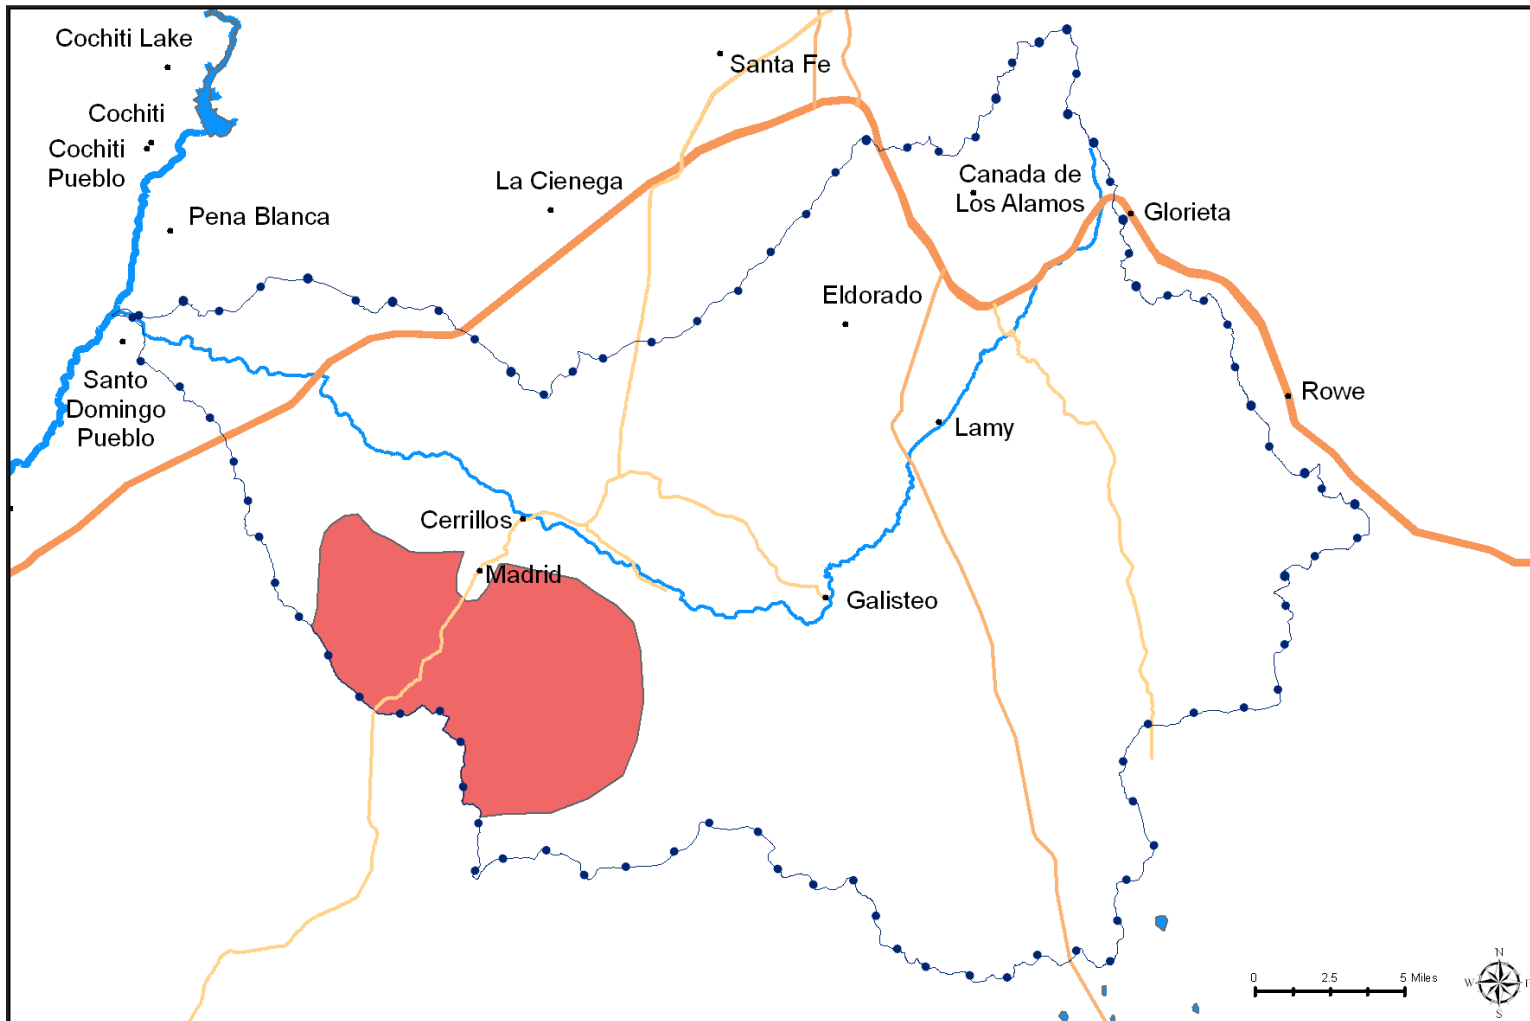 Cochiti Lake
Santa Fe
Cochiti
Cochiti
Pueblo
La Cienega
Canada de
Los Alamos
Pena Blanca
Glorieta
Eldorado
Santo
Domingo
Pueblo
Rowe
Lamy
Cerrillos
Madrid
Galisteo
0 2.5 5 Miles
N
W E
S